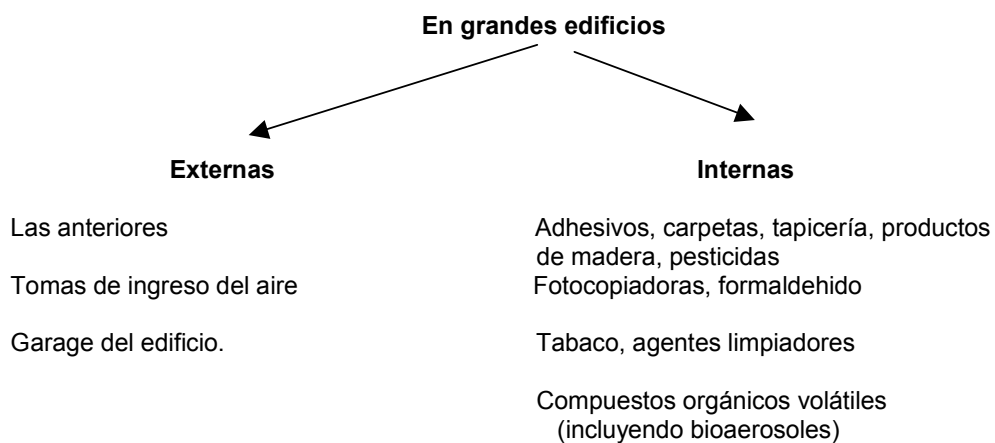 En grandes edificios
Externas
Internas
Las anteriores
Adhesivos, carpetas, tapicería, productos
de madera, pesticidas
Tomas de ingreso del aire
Fotocopiadoras, formaldehido
Garage del edificio.
Tabaco, agentes limpiadores
Compuestos orgánicos volátiles
(incluyendo bioaerosoles)